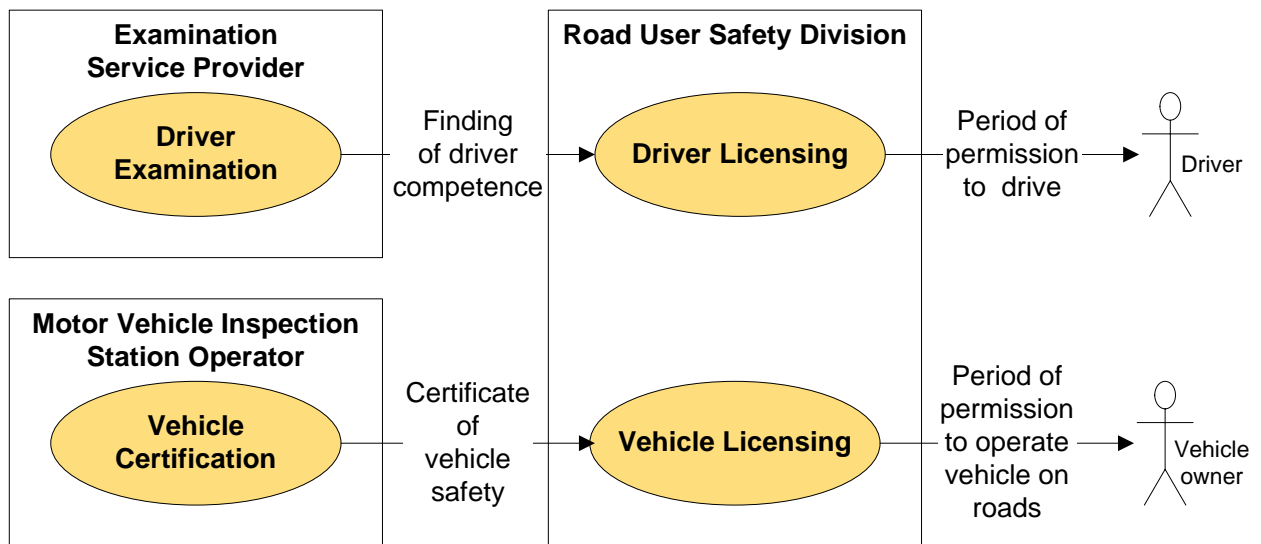 Examination
Service Provider
Driver
Examination
Finding
of driver
competence
Road User Safety Division
Driver Licensing
Period of
permission
to drive
Driver
Motor Vehicle Inspection
Station Operator
Vehicle
Certification
Certificate
of
vehicle
safety
Vehicle Licensing
Period of
permission
to operate
vehicle on
roads
Vehicle
owner